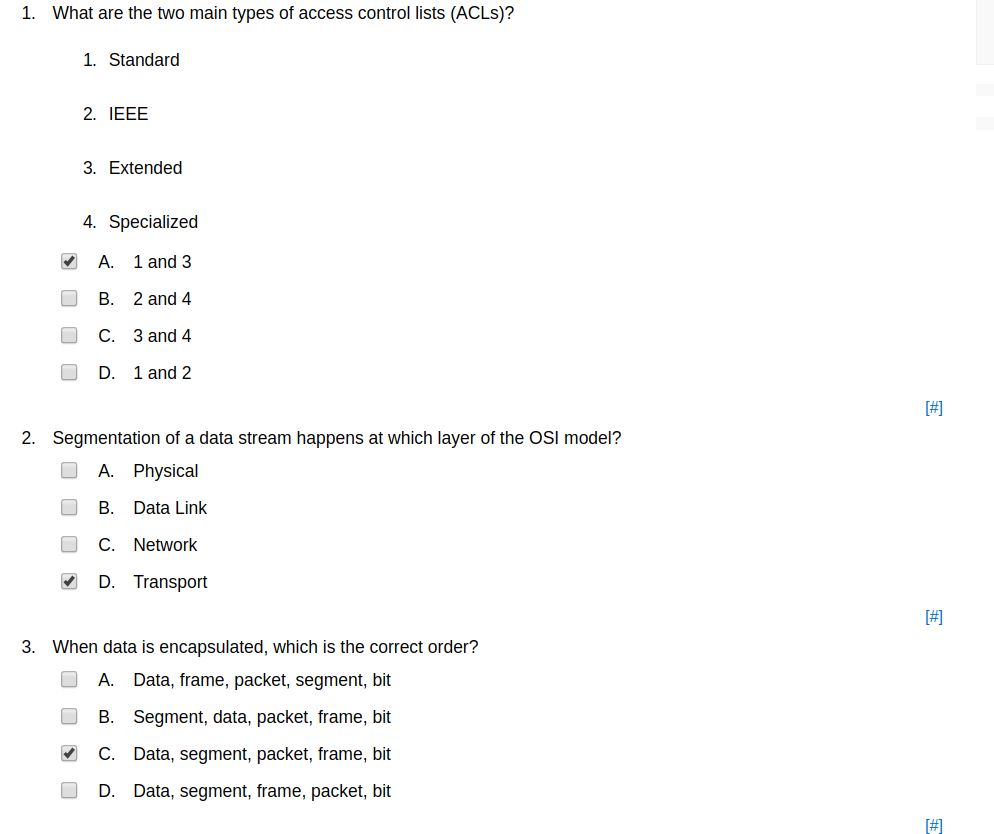 1. What are the two main types of access control lists (ACLs)?
1. Standard
2. IEEE
3. Extended
4. Specialized
A. 1 and 3
B. 2 and 4
C. 3 and 4
D. 1 and 2
[#]
2. Segmentation of a data stream happens at which layer of the OSI model?
A. Physical
B. Data Link
C. Network
D. Transport
[#]
3. When data is encapsulated, which is the correct order?
A. Data, frame, packet, segment, bit
B. Segment, data, packet, frame, bit
C. Data, segment, packet, frame, bit
D. Data, segment, frame, packet, bit
[#]